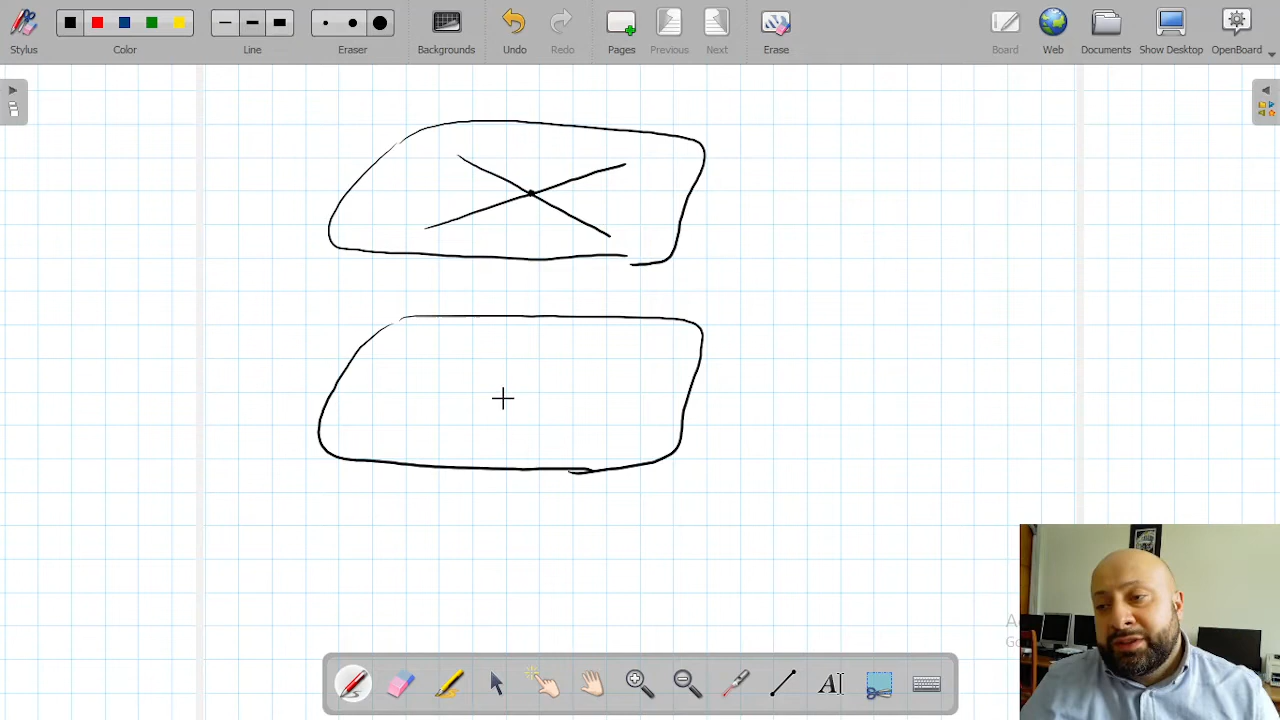 Stylus
Color
Line
Eraser
Backgrounds
Undo
Redo
Pages
Previous
Next
Erase
Board
Web
Documents
Show Desktop
OpenBoard